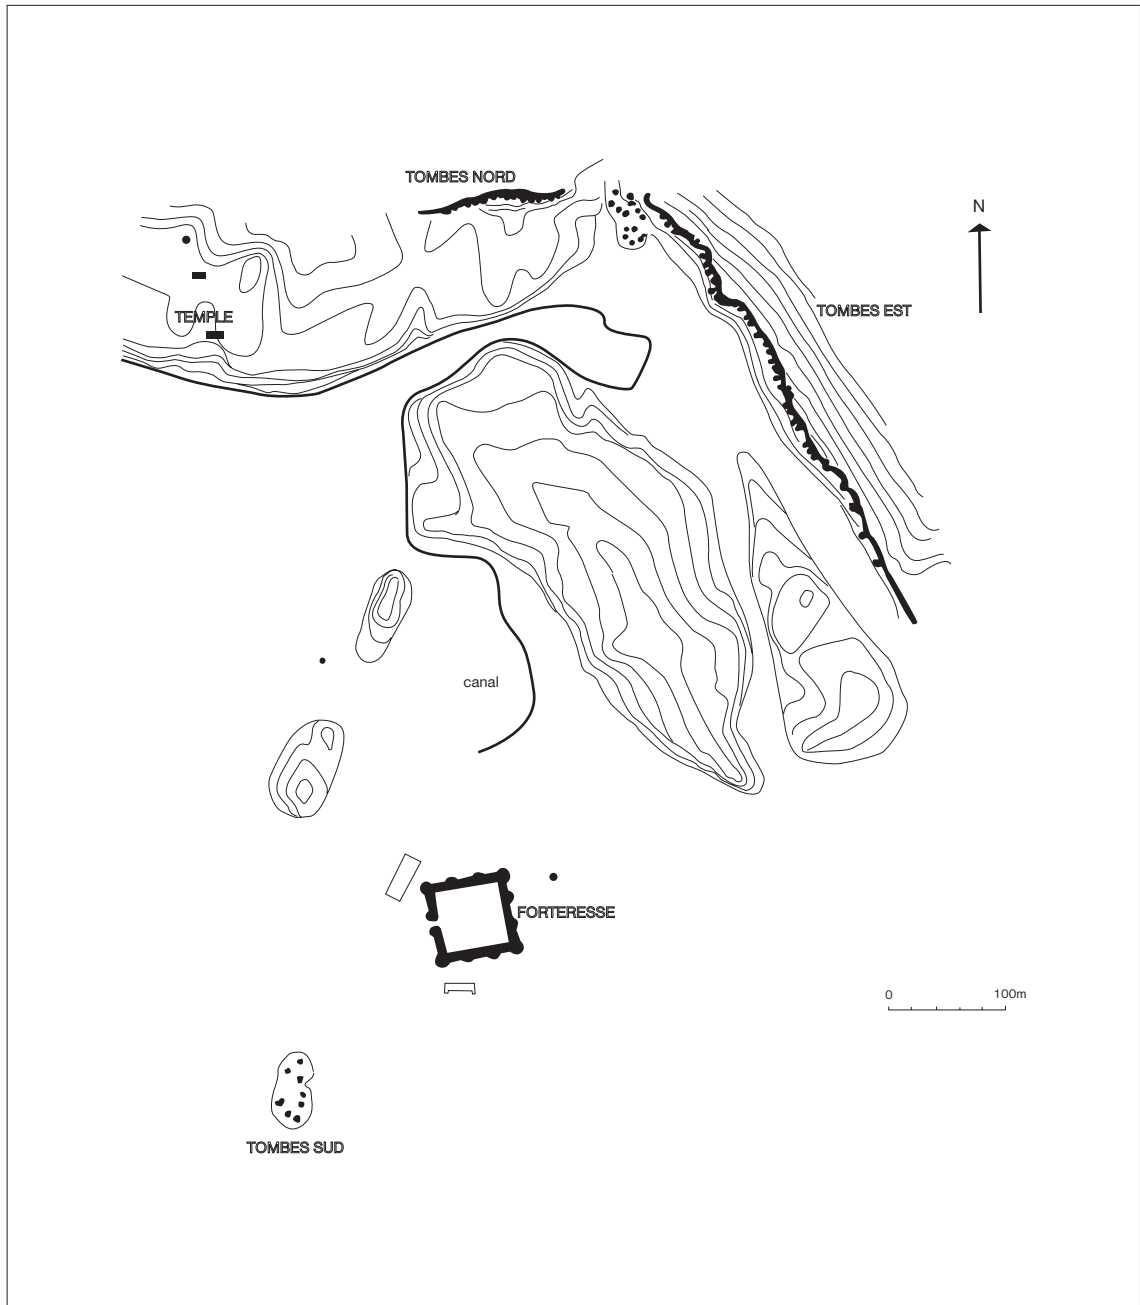 TOMBES NORD
N
TOMBES EST
TEMPLE
canal
FORTERESSE
0 100m
TOMBES SUD